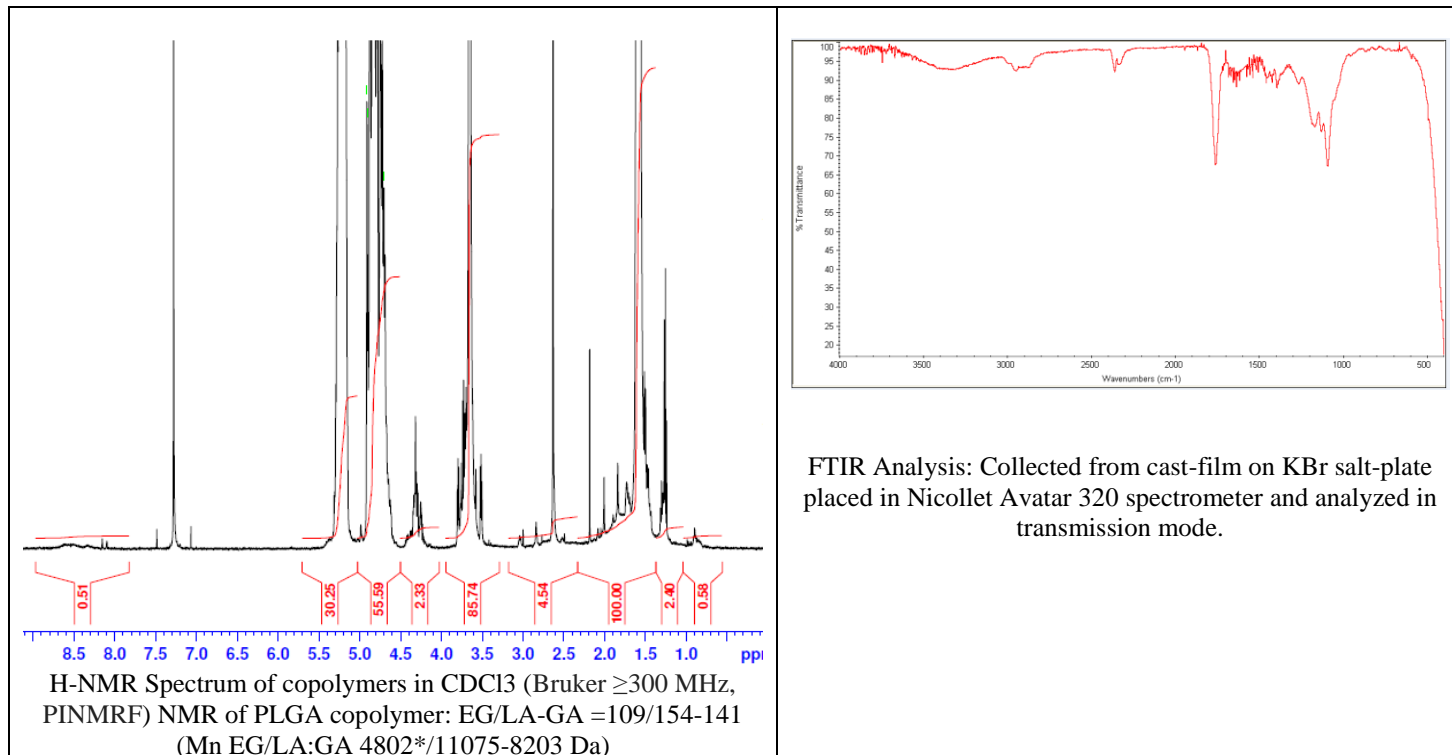 0.51
30.25
55.59
2.33
85.74
4.54
100.00
2.40
0.58
8.5 8.0 7.5 7.0 6.5 6.0 5.5 5.0 4.5 4.0 3.5 3.0 2.5 2.0 1.5 1.0 ppm
H-NMR Spectrum of copolymers in CDCl3 (Bruker ≥300 MHz,
PINMRF) NMR of PLGA copolymer: EG/LA-GA =109/154-141
(Mn EG/LA:GA 4802*/11075-8203 Da)
100
95
90
85
80
75
70
65
60
55
50
45
40
35
30
25
20
%Transmittance
4000 3500 3000 2500 2000 1500 1000 500
Wavenumbers (cm-1)
FTIR Analysis: Collected from cast-film on KBr salt-plate
placed in Nicollet Avatar 320 spectrometer and analyzed in
transmission mode.